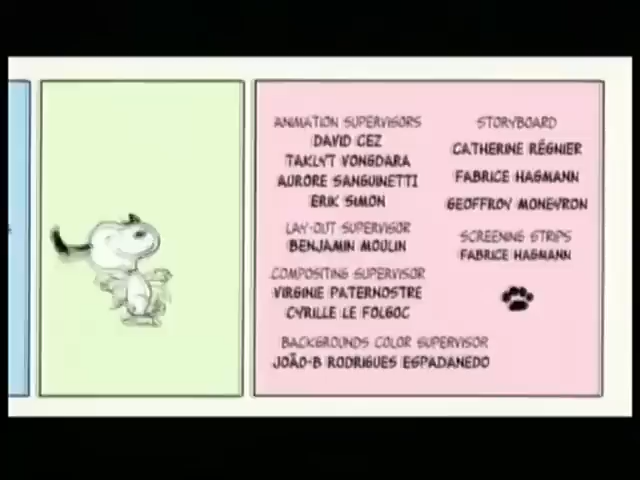 ANIMATION SUPERVISORS
DAVID CEZ
TAKLYT VONGDARA
AURORE SANGUINETTI
ERIK SIMON
LAY-OUT SUPERVISOR
BENJAMIN MOULIN
COMPOSITING SUPERVISOR
VIRGINIE PATERNOSTRE
CYRILLE LE FOLGOC
BACKGROUNDS COLOR SUPERVISOR
JOÃO-B RODRIGUES ESPADANEDO
STORYBOARD
CATHERINE RÉGNIER
FABRICE HAGMANN
GEOFFROY MONEYRON
SCREENING STRIPS
FABRICE HAGMANN